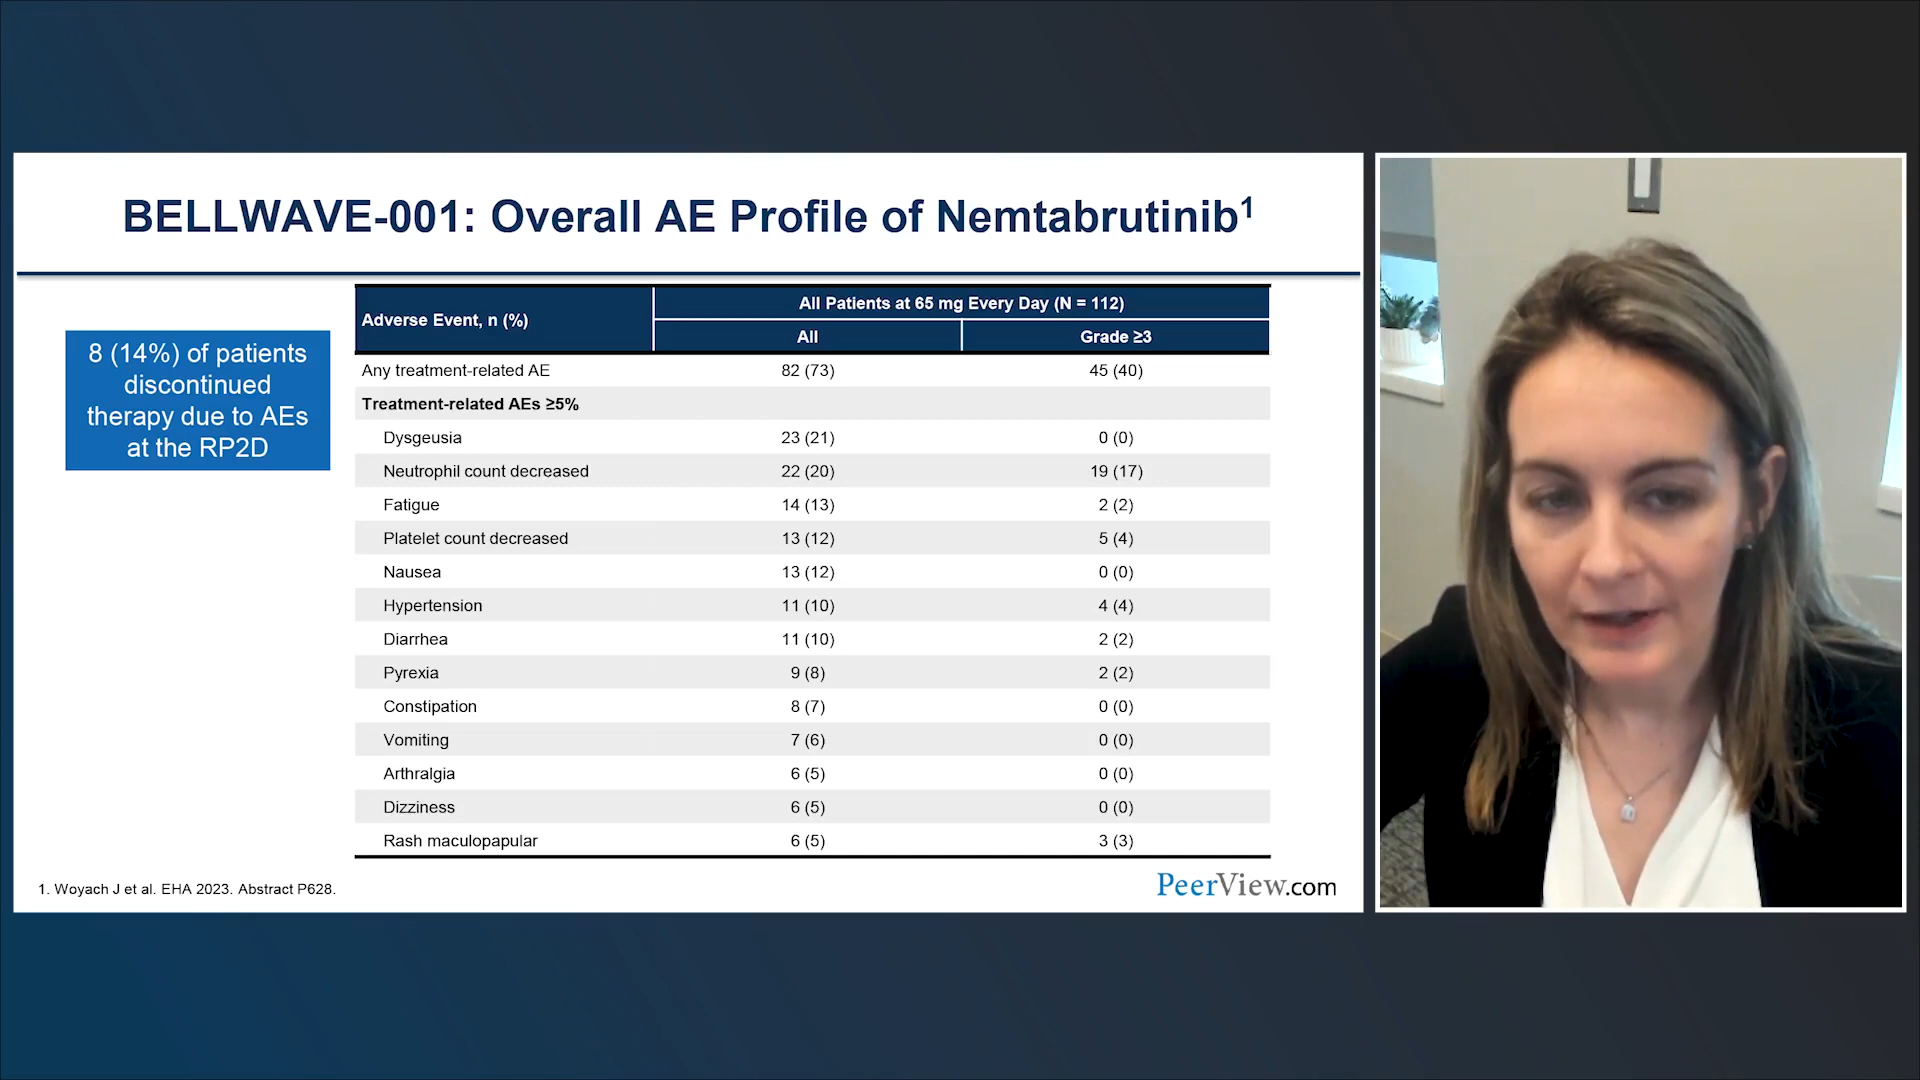 BELLWAVE-001: Overall AE Profile of Nemtabrutinib1
8 (14%) of patients
discontinued
therapy due to AEs
at the RP2D
Adverse Event, n (%)
All Patients at 65 mg Every Day (N = 112)
All Grade ≥3
Any treatment-related AE 82 (73) 45 (40)
Treatment-related AEs ≥5%
Dysgeusia 23 (21) 0 (0)
Neutrophil count decreased 22 (20) 19 (17)
Fatigue 14 (13) 2 (2)
Platelet count decreased 13 (12) 5 (4)
Nausea 13 (12) 0 (0)
Hypertension 11 (10) 4 (4)
Diarrhea 11 (10) 2 (2)
Pyrexia 9 (8) 2 (2)
Constipation 8 (7) 0 (0)
Vomiting 7 (6) 0 (0)
Arthralgia 6 (5) 0 (0)
Dizziness 6 (5) 0 (0)
Rash maculopapular 6 (5) 3 (3)
1. Woyach J et al. EHA 2023. Abstract P628.
PeerView.com